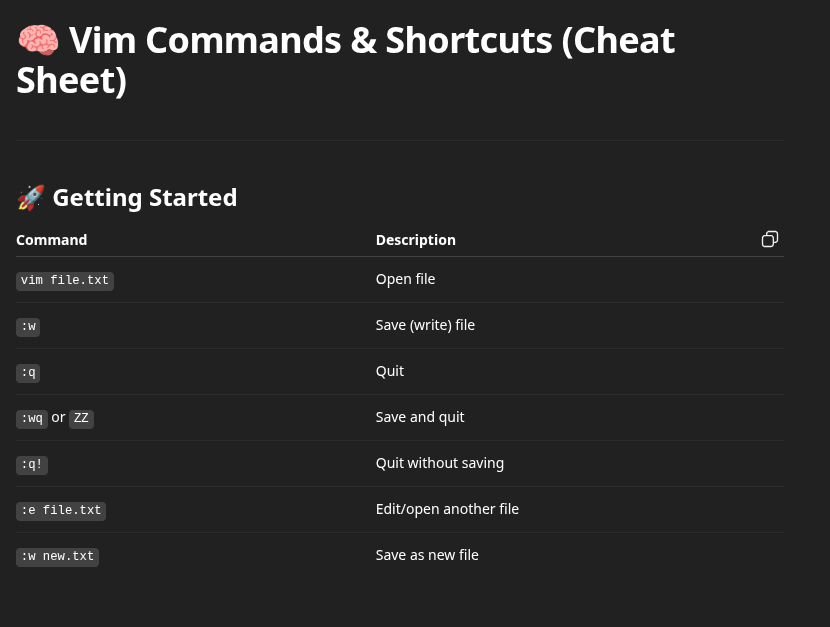 🧠 Vim Commands & Shortcuts (Cheat
Sheet)
🚀 Getting Started
Command Description
vim file.txt Open file
:w Save (write) file
:q Quit
:wq or ZZ Save and quit
:q! Quit without saving
:e file.txt Edit/open another file
:w new.txt Save as new file